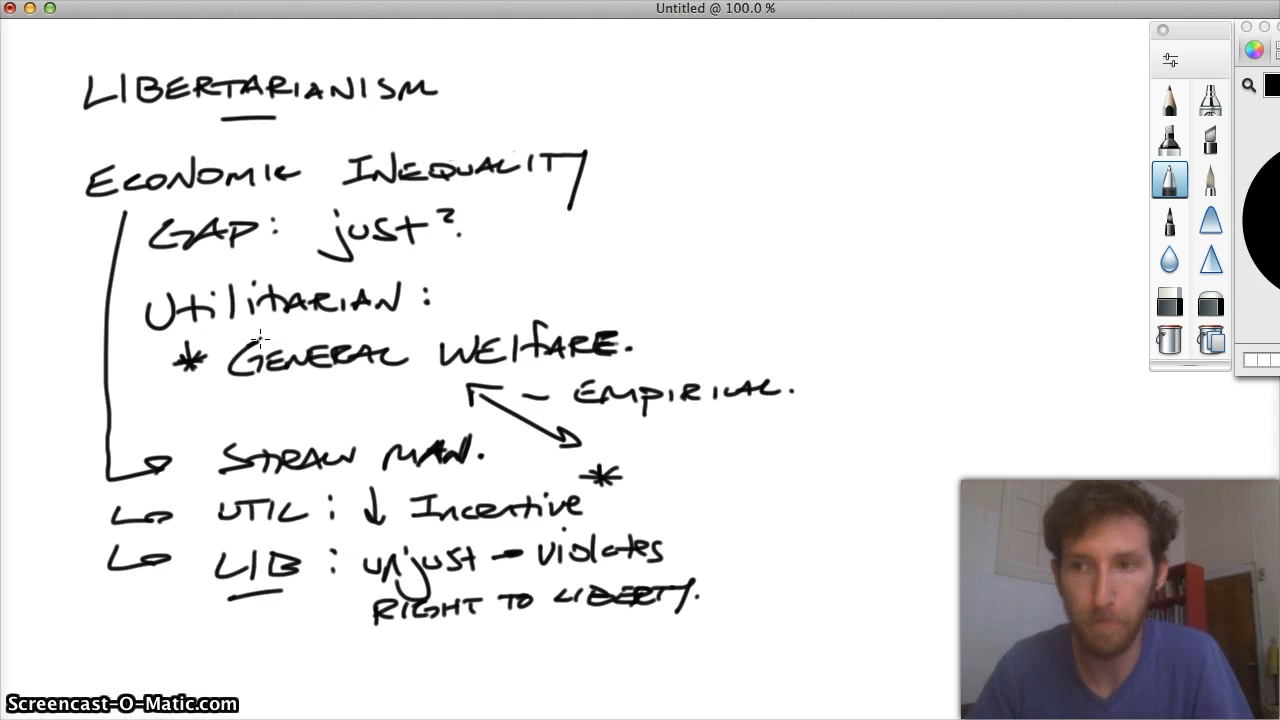 Untitled @ 100.0 %
LIBERTARIANISM
ECONOMIC INEQUALITY
GAP: just?
UtilitARIAN:
* GENERAL WElfARE.
- EMPIRICAL.
STRAW MAN.
*
UTIL: ↓ Incentive
LIB: unjust - violates
RIGHT TO LIBERTY.
Screencast-O-Matic.com